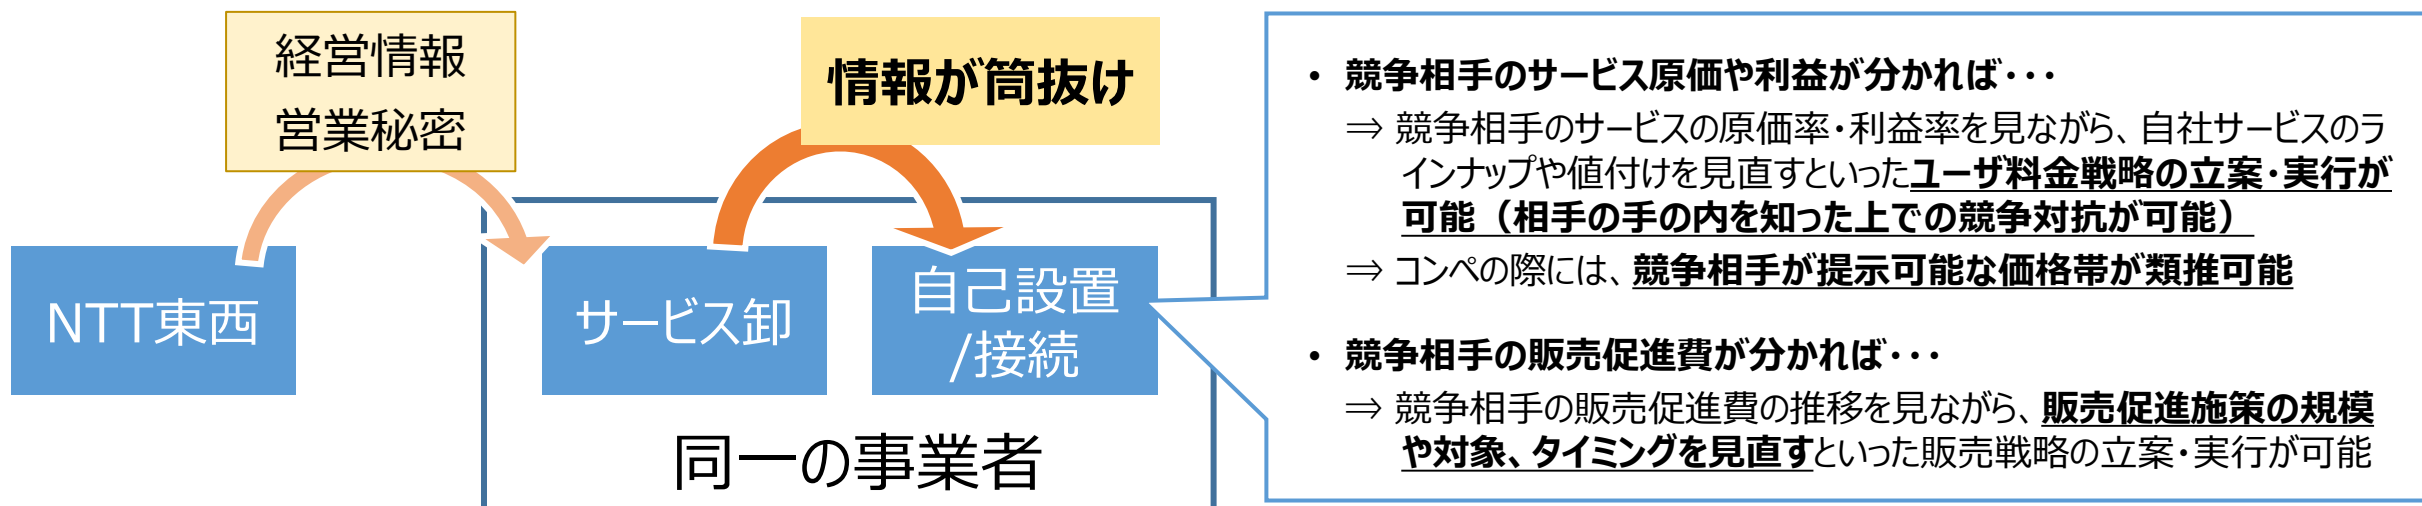 経営情報
営業秘密
情報が筒抜け
NTT東西
サービス卸
自己設置
/接続
同一の事業者
• 競争相手のサービス原価や利益が分かれば・・・
⇒ 競争相手のサービスの原価率・利益率を見ながら、自社サービスのラ
インナップや値付けを見直すといったユーザ料金戦略の立案・実行が
可能（相手の手の内を知った上での競争対抗が可能）
⇒ コンペの際には、競争相手が提示可能な価格帯が類推可能
• 競争相手の販売促進費が分かれば・・・
⇒ 競争相手の販売促進費の推移を見ながら、販売促進施策の規模
や対象、タイミングを見直すといった販売戦略の立案・実行が可能